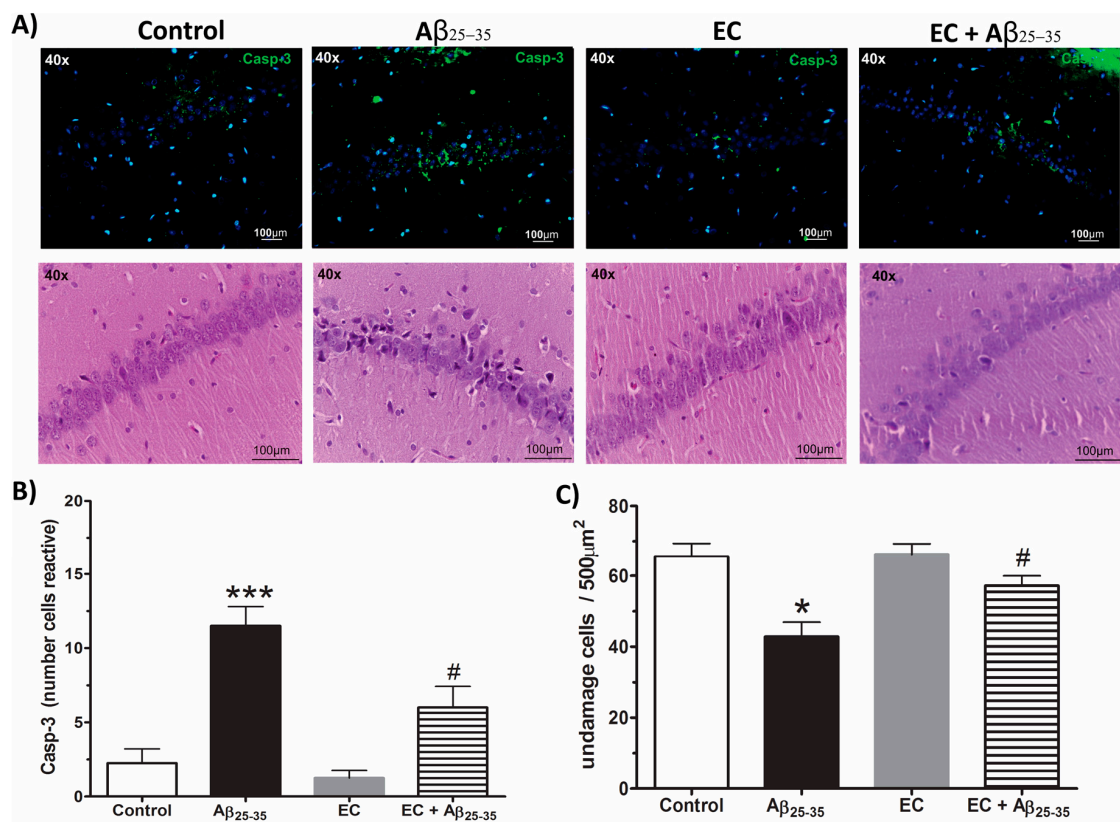 A)
Control
Aβ25–35
EC
EC + Aβ25–35
40x
Casp-3
40x
Casp-3
40x
Casp-3
40x
Casp
100µm
100µm
100µm
100µm
40x
40x
40x
40x
100µm
100µm
100µm
100µm
B)
Casp-3 (number cells reactive)
20
15
10
5
0
***
#
Control
Aβ25-35
EC
EC + Aβ25-35
C)
undamage cells / 500µm2
80
60
40
20
0
*
#
Control
Aβ25-35
EC
EC + Aβ25-35